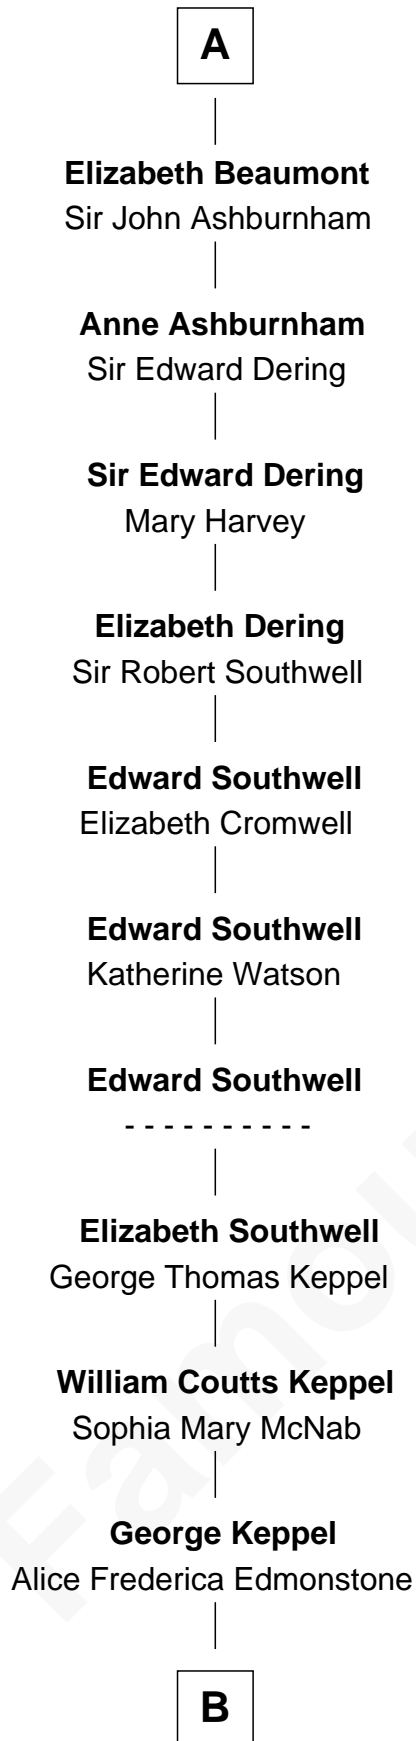 A
Elizabeth Beaumont
Sir John Ashburnham
Anne Ashburnham
Sir Edward Dering
Sir Edward Dering
Mary Harvey
Elizabeth Dering
Sir Robert Southwell
Edward Southwell
Elizabeth Cromwell
Edward Southwell
Katherine Watson
Edward Southwell
- - - - - - - - - -
Elizabeth Southwell
George Thomas Keppel
William Coutts Keppel
Sophia Mary McNab
George Keppel
Alice Frederica Edmonstone
B
Famou